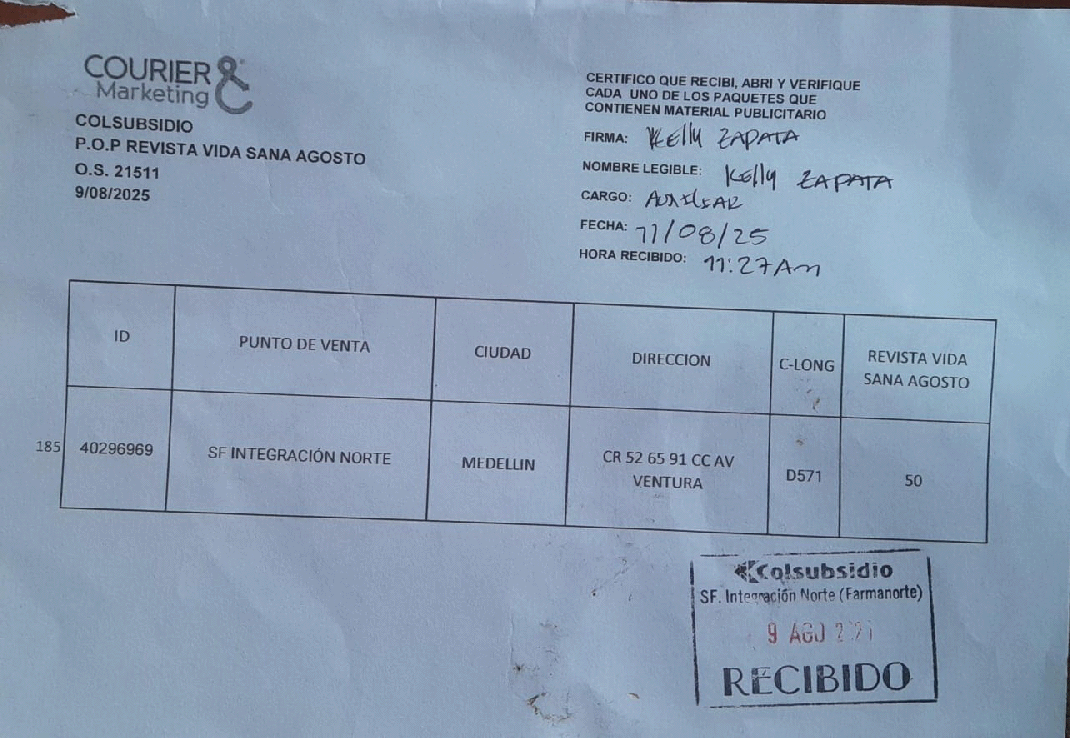 COURIER
Marketing
COLSUBSIDIO
P.O.P REVISTA VIDA SANA AGOSTO
O.S. 21511
9/08/2025
CERTIFICO QUE RECIBI, ABRI Y VERIFIQUE
CADA UNO DE LOS PAQUETES QUE
CONTIENEN MATERIAL PUBLICITARIO
FIRMA: Kelly ZAPATA
NOMBRE LEGIBLE: Kelly ZAPATA
CARGO: AUXILIAR
FECHA: 11/08/25
HORA RECIBIDO: 11:27Am
ID PUNTO DE VENTA CIUDAD DIRECCION C-LONG REVISTA VIDA
SANA AGOSTO
185 40296969 SF INTEGRACIÓN NORTE MEDELLIN CR 52 65 91 CC AV
VENTURA D571 50
Colsubsidio
SF. Integración Norte (Farmanorte)
9 AGO
RECIBIDO